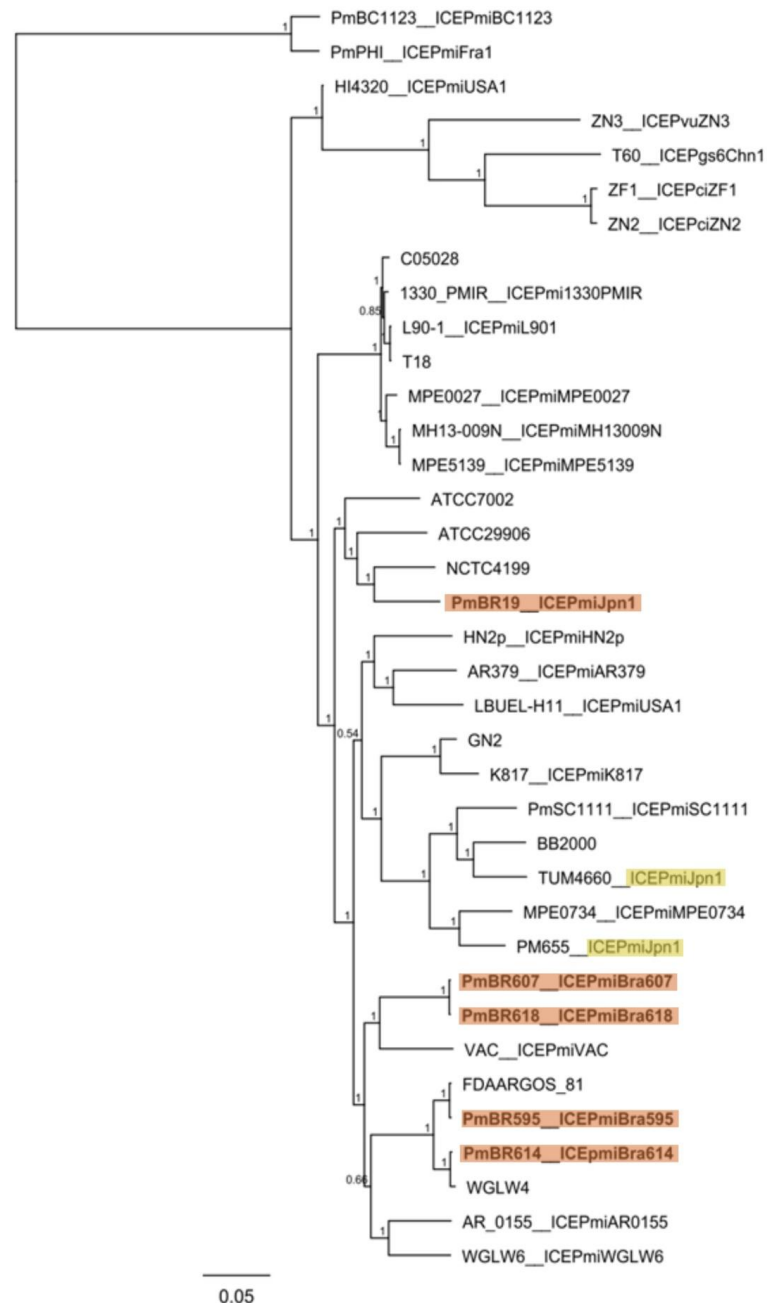 PmBC1123__ICEPmiBC1123
1
PmPHI__ICEPmiFra1
HI4320__ICEPmiUSA1
1
ZN3__ICEPvuZN3
1
T60__ICEPgs6Chn1
1
ZF1__ICEPciZF1
1
ZN2__ICEPciZN2
C05028
1
1330_PMIR__ICEPmi1330PMIR
0.85
L90-1__ICEPmiL901
1
T18
MPE0027__ICEPmiMPE0027
MH13-009N__ICEPmiMH13009N
1
MPE5139__ICEPmiMPE5139
ATCC7002
1
ATCC29906
1
1
NCTC4199
1
PmBR19__ICEPmiJpn1
HN2p__ICEPmiHN2p
1
AR379__ICEPmiAR379
1
LBUEL-H11__ICEPmiUSA1
1
0.54
GN2
1
K817__ICEPmiK817
1
PmSC1111__ICEPmiSC1111
1
1
BB2000
1
TUM4660__ICEPmiJpn1
MPE0734__ICEPmiMPE0734
1
1
PM655__ICEPmiJpn1
PmBR607__ICEPmiBra607
1
PmBR618__ICEPmiBra618
1
VAC__ICEPmiVAC
FDAARGOS_81
1
1
PmBR595__ICEPmiBra595
1
PmBR614__ICEpmiBra614
1
WGLW4
0.66
AR_0155__ICEPmiAR0155
1
WGLW6__ICEPmiWGLW6
0.05